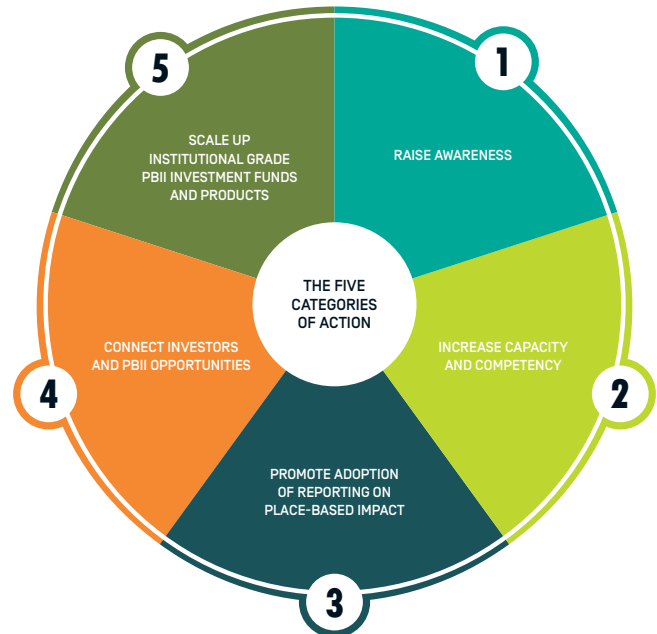 THE FIVE
CATEGORIES
OF ACTION
1
RAISE AWARENESS
2
INCREASE CAPACITY
AND COMPETENCY
3
PROMOTE ADOPTION
OF REPORTING ON
PLACE-BASED IMPACT
4
CONNECT INVESTORS
AND PBII OPPORTUNITIES
5
SCALE UP
INSTITUTIONAL GRADE
PBII INVESTMENT FUNDS
AND PRODUCTS